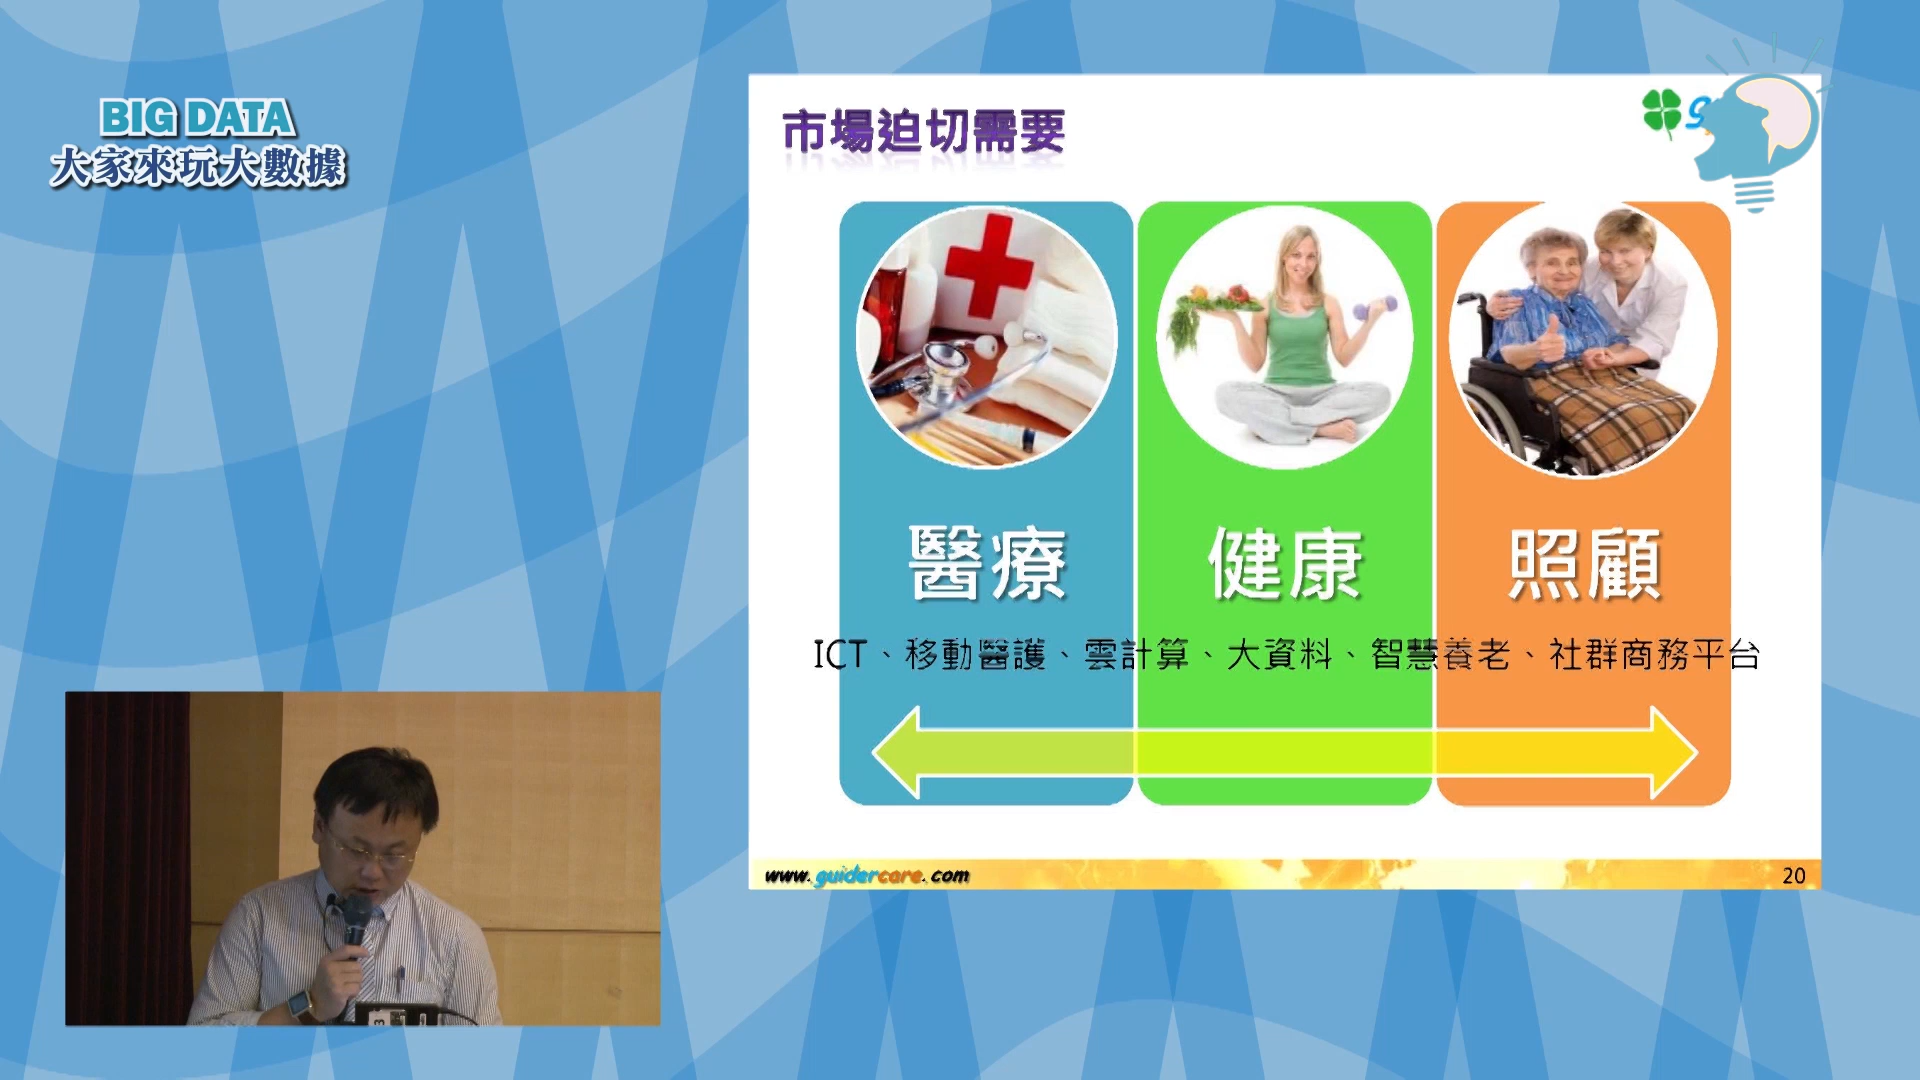 BIG DATA
大家來玩大數據
市場迫切需要
醫療
健康
照顧
ICT、移動醫護、雲計算、大資料、智慧養老、社群商務平台
www.guidercare.com
20